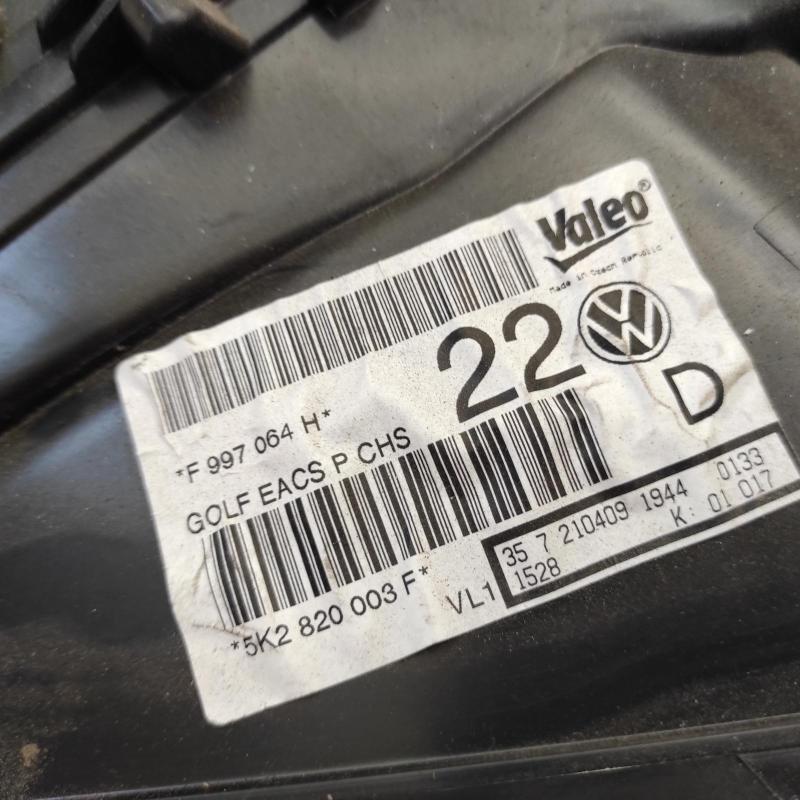 Valeo®
Made in Czech Republic
22
D
*F 997 064 H*
GOLF EACS P CHS
*5K2 820 003 F*
VL1
35 7 210409 1944 0133
1528 K: 01 017